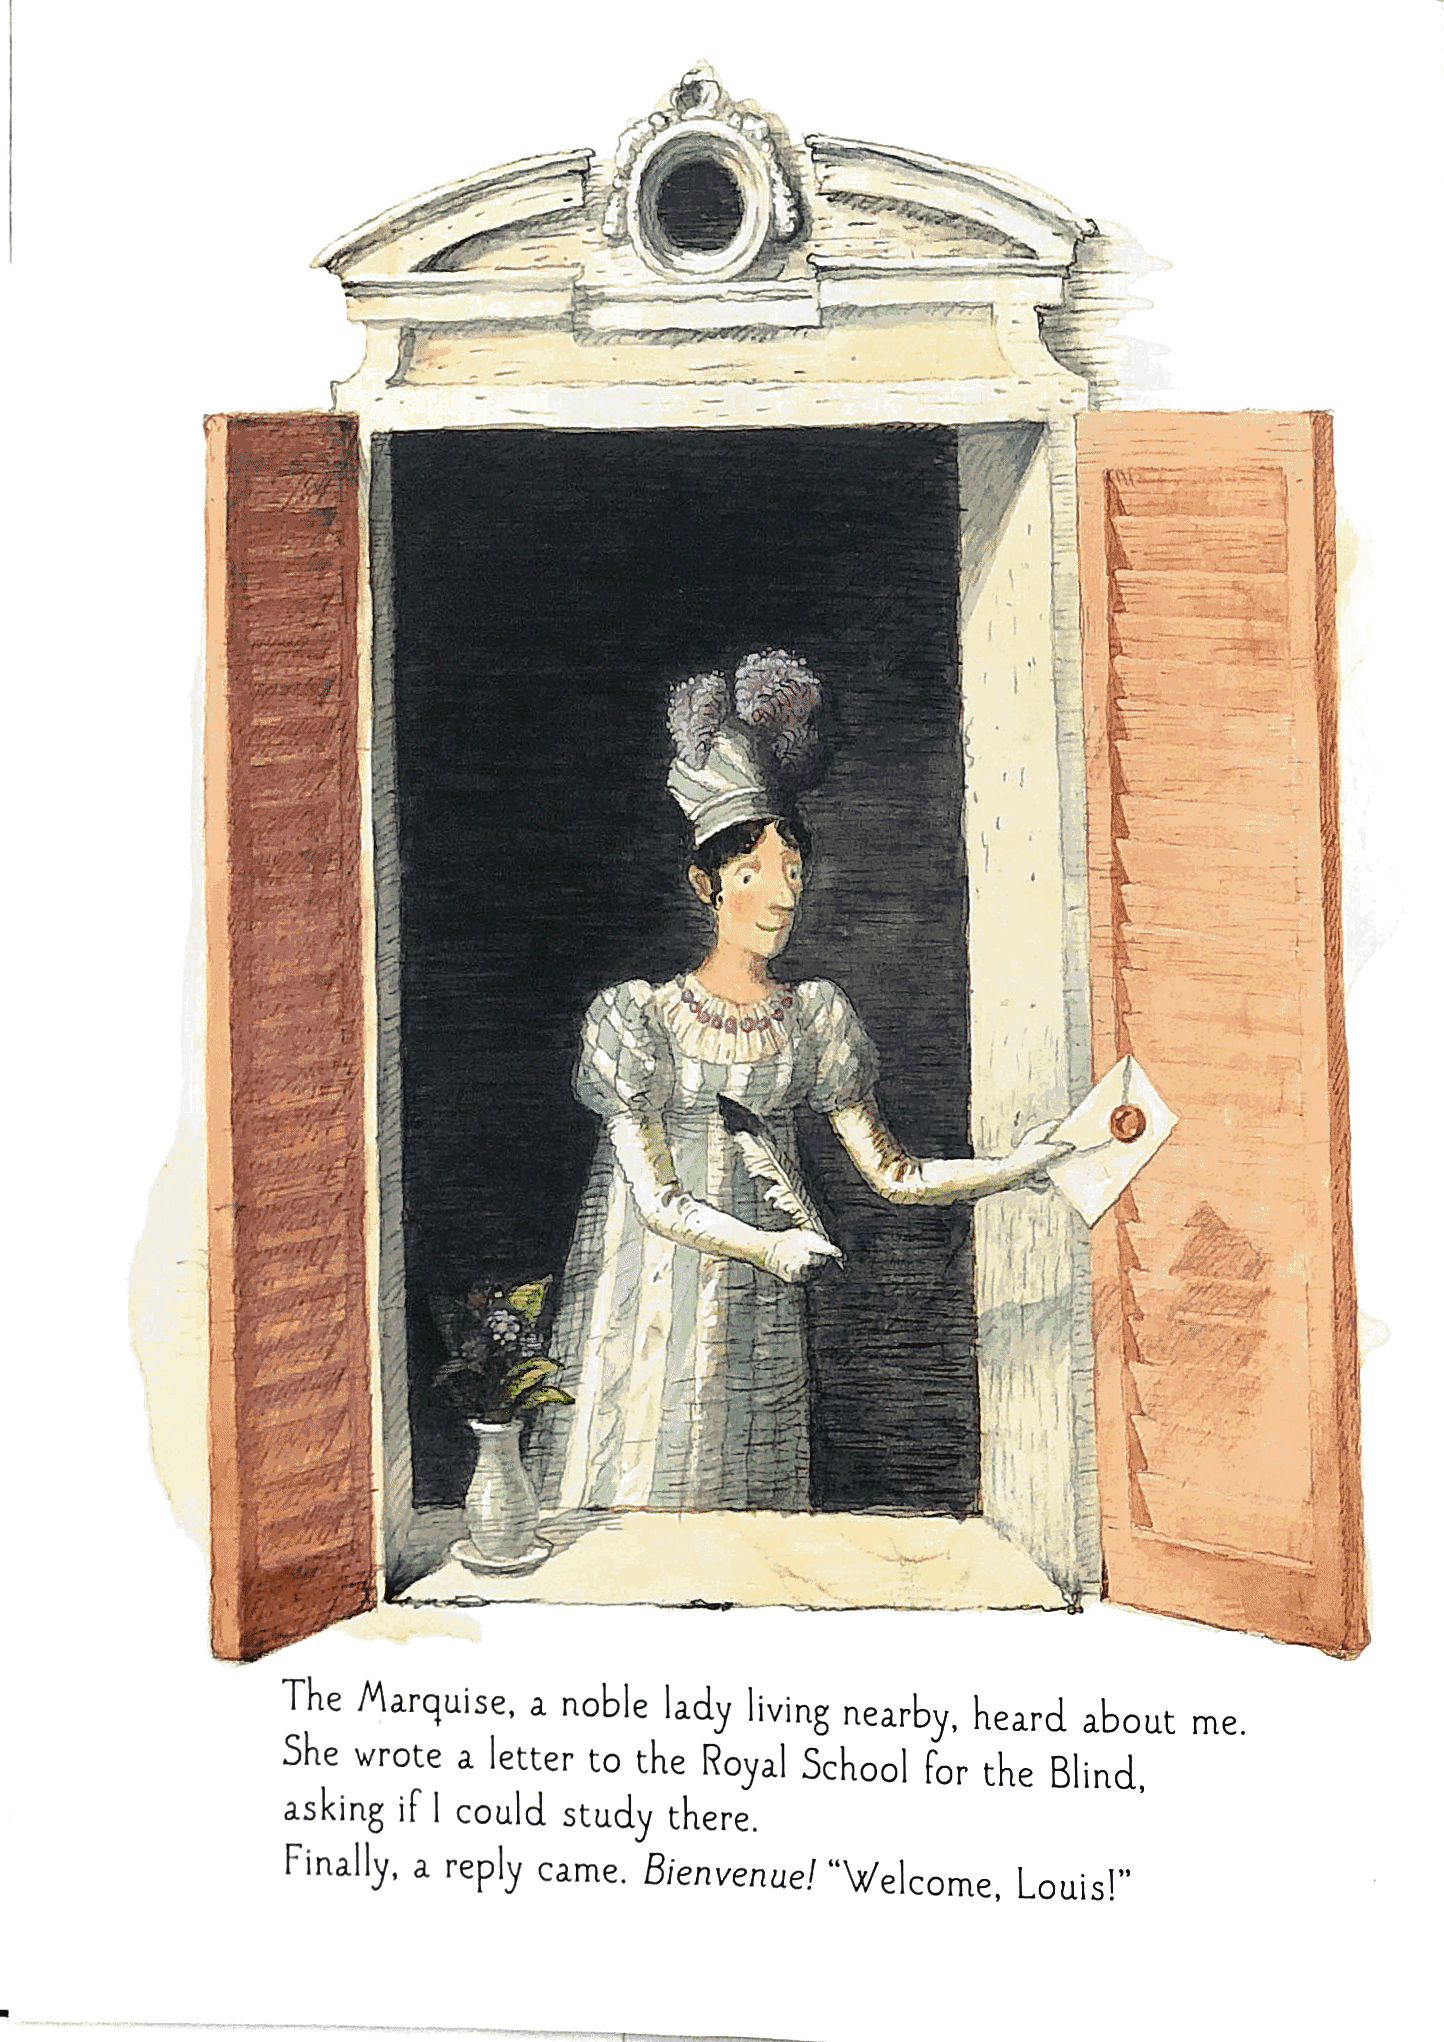 The Marquise, a noble lady living nearby, heard about me.
She wrote a letter to the Royal School for the Blind,
asking if I could study there.
Finally, a reply came. Bienvenue! “Welcome, Louis!”